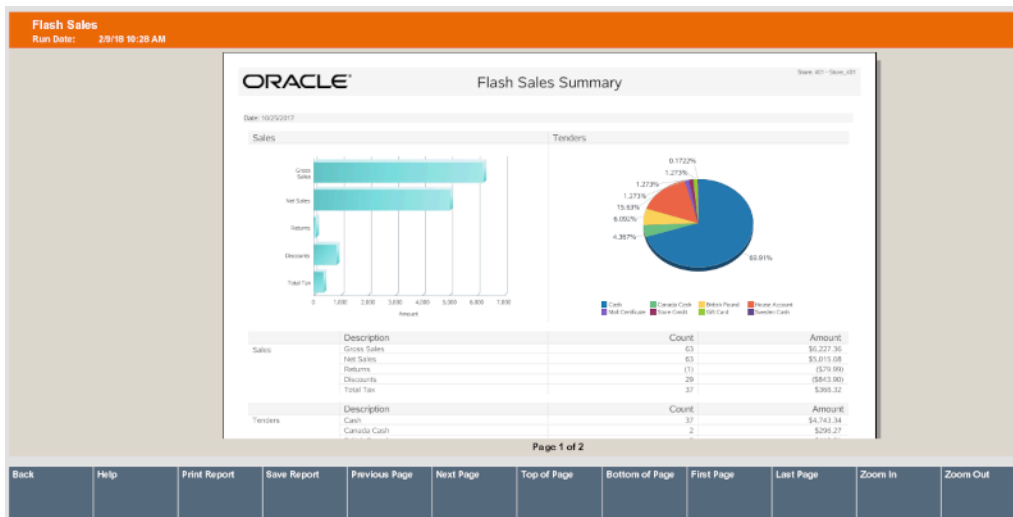 Flash Sales
Run Date: 2/9/18 10:28 AM
ORACLE
Flash Sales Summary
Store: 401 - Store_401
Date: 10/25/2017
Sales
Tenders
Gross
Sales
Net Sales
Returns
Discounts
Total Tax
0 1,000 2,000 3,000 4,000 5,000 6,000 7,000
Amount
0.1722%
1.273%
1.273%
1.273%
15.63%
6.092%
4.367%
69.91%
Cash Canada Cash British Pound House Account
Mall Certificate Store Credit Gift Card Sweden Cash
Description Count Amount
Sales Gross Sales 63 $6,227.36
Net Sales 63 $5,015.08
Returns (1) ($79.99)
Discounts 29 ($843.90)
Total Tax 37 $368.32
Description Count Amount
Tenders Cash 37 $4,743.34
Canada Cash 2 $296.27
Page 1 of 2
Back Help Print Report Save Report Previous Page Next Page Top of Page Bottom of Page First Page Last Page Zoom In Zoom Out